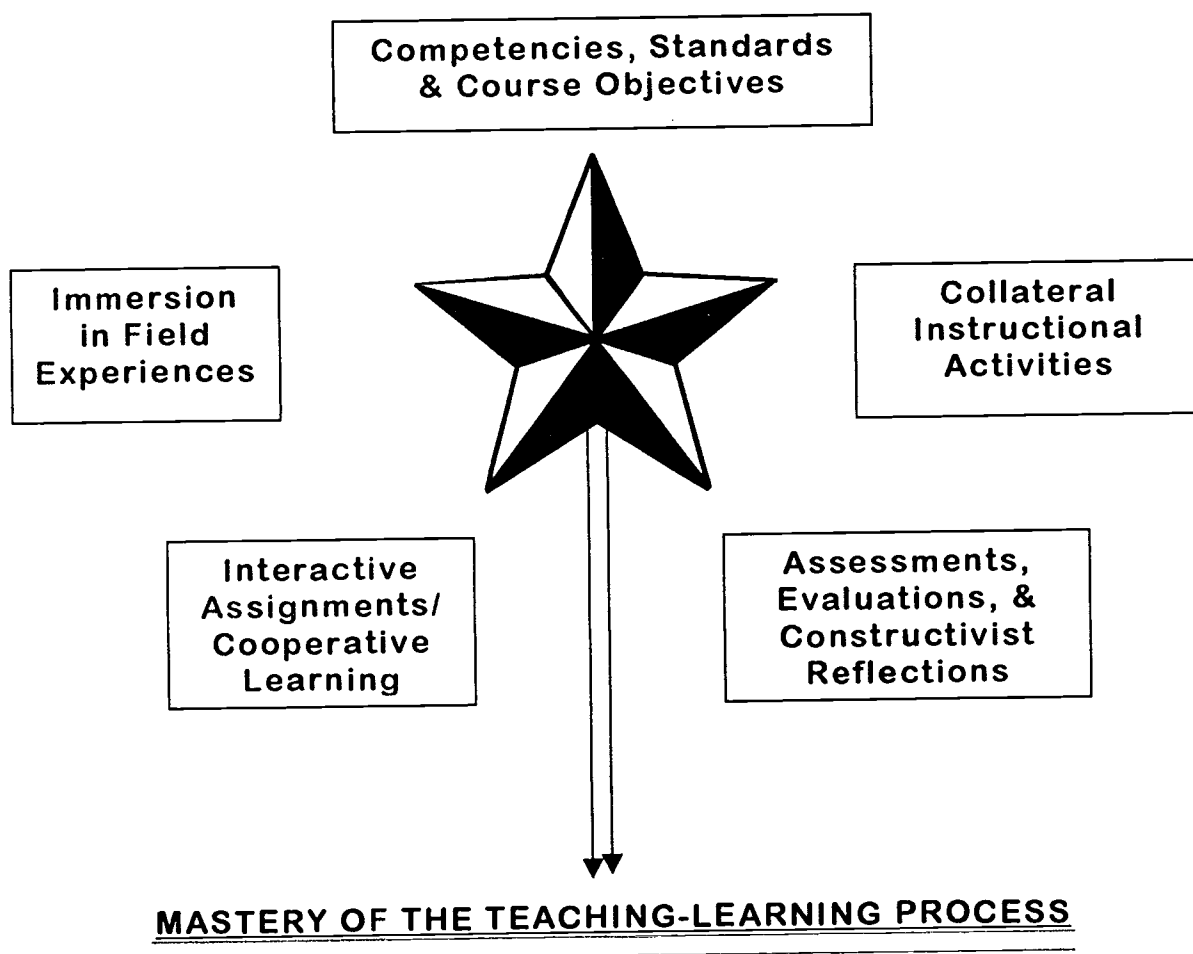 Competencies, Standards
& Course Objectives
Immersion
in Field
Experiences
Collateral
Instructional
Activities
Interactive
Assignments/
Cooperative
Learning
Assessments,
Evaluations, &
Constructivist
Reflections
MASTERY OF THE TEACHING-LEARNING PROCESS